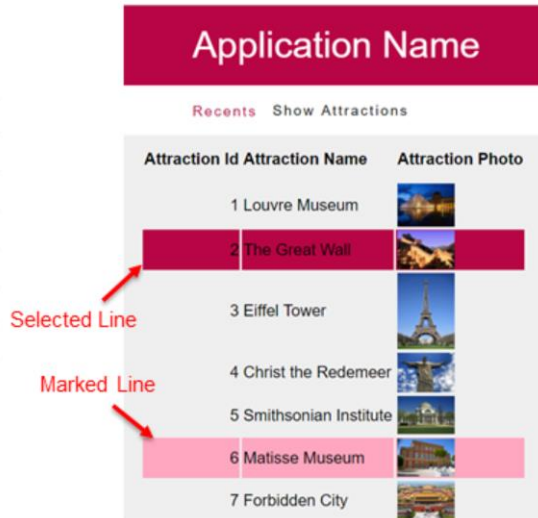 Application Name
Recents Show Attractions
Attraction Id Attraction Name Attraction Photo
1 Louvre Museum
2 The Great Wall
Selected Line
3 Eiffel Tower
4 Christ the Redemeer
Marked Line
5 Smithsonian Institute
6 Matisse Museum
7 Forbidden City